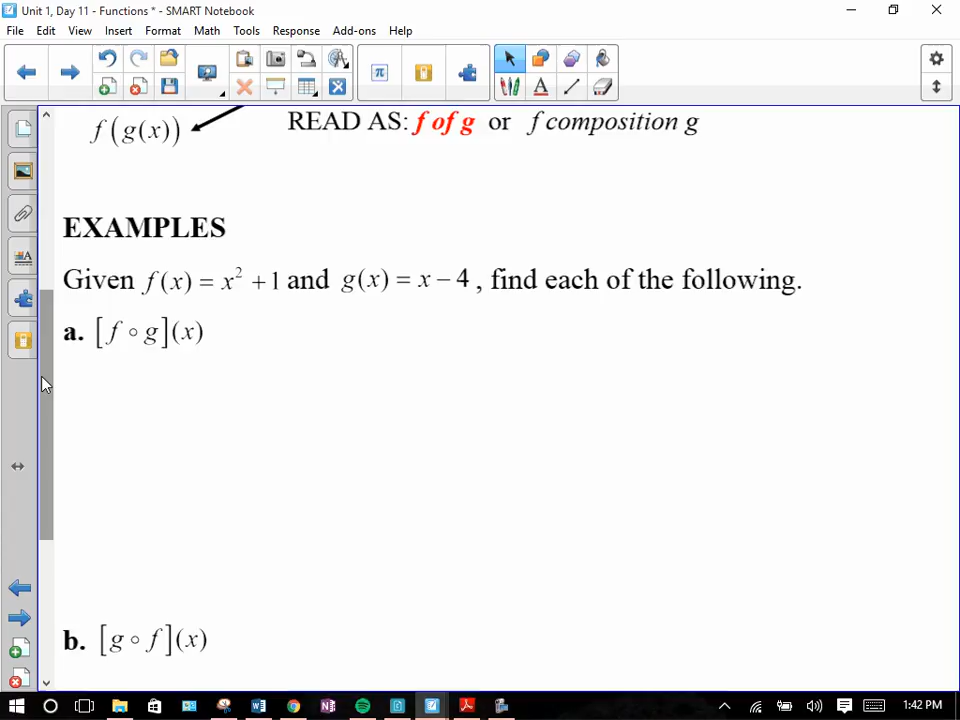 Unit 1, Day 11 - Functions * - SMART Notebook
File Edit View Insert Format Math Tools Response Add-ons Help
f(g(x)) READ AS: f of g or f composition g
EXAMPLES
Given f(x) = x² + 1 and g(x) = x − 4 , find each of the following.
a. [f ∘ g](x)
b. [g ∘ f](x)
1:42 PM